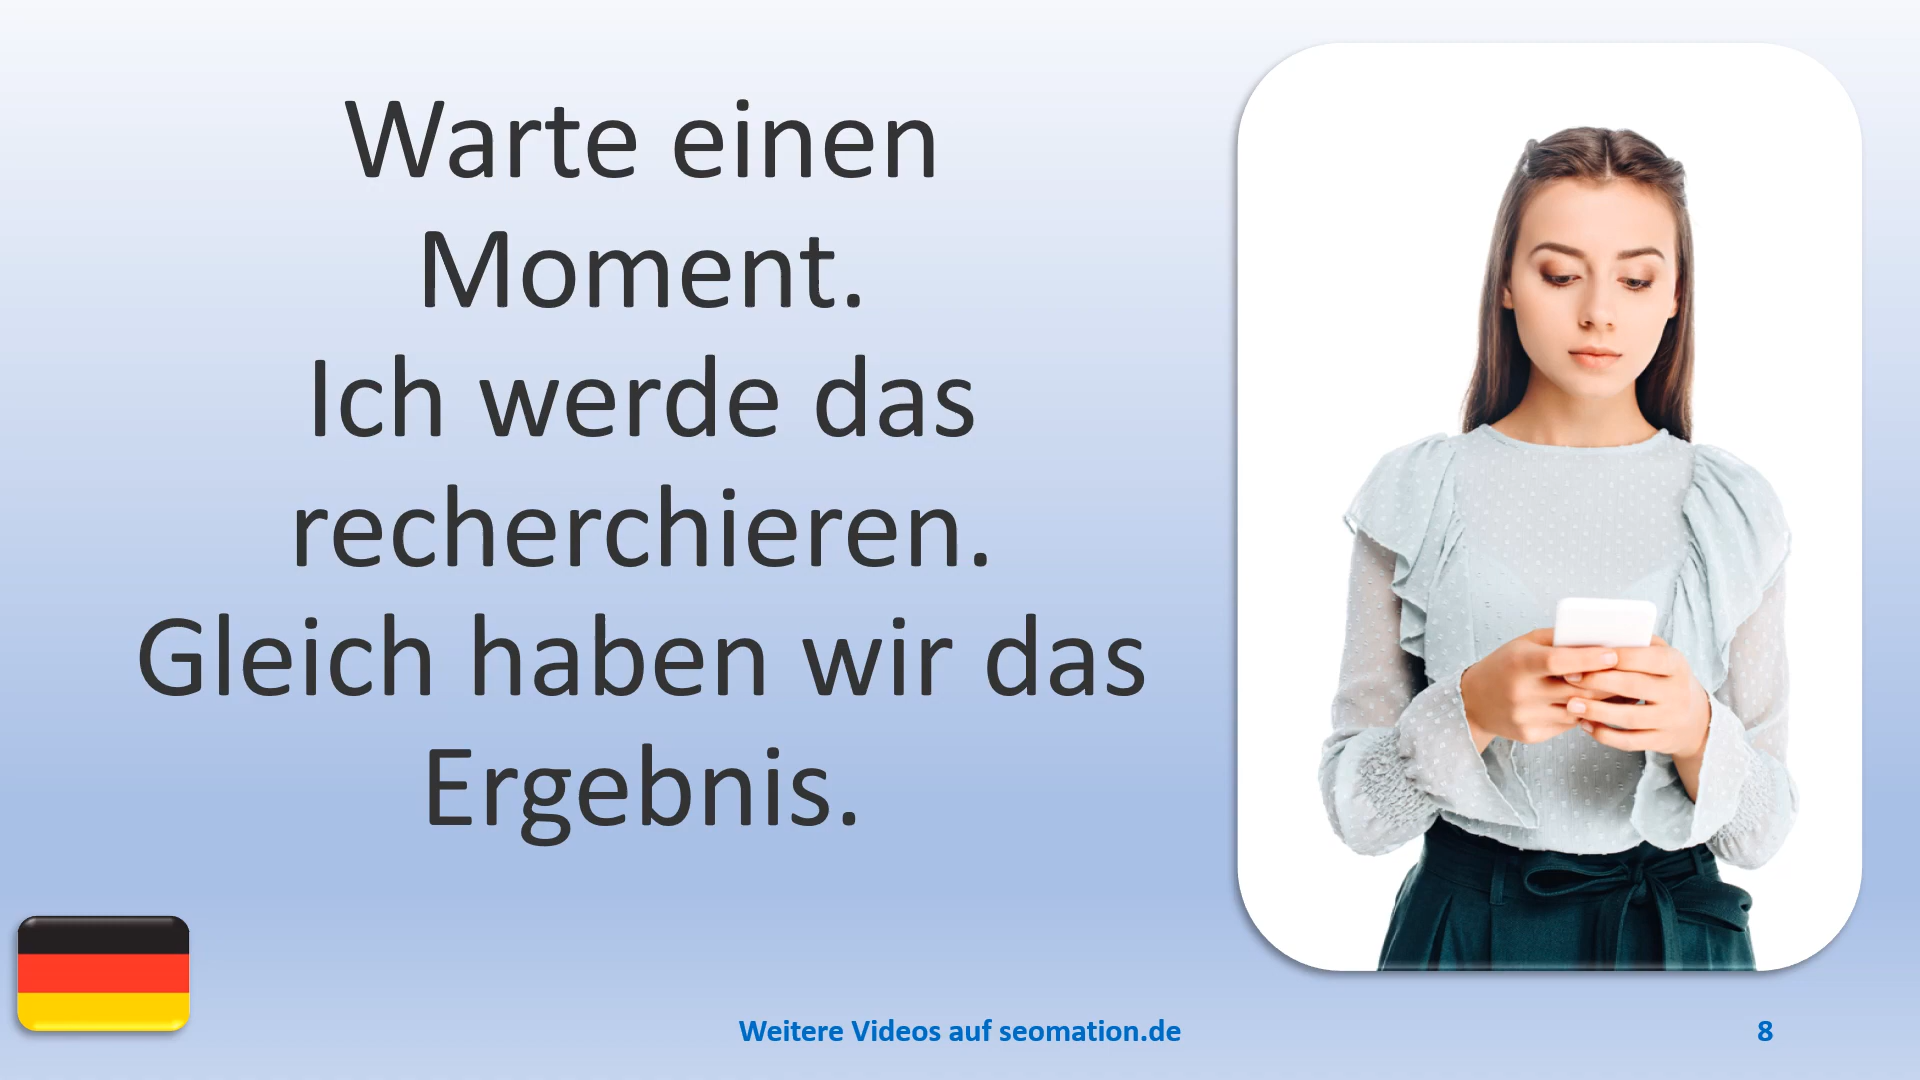 Warte einen
Moment.
Ich werde das
recherchieren.
Gleich haben wir das
Ergebnis.
Weitere Videos auf seomation.de
8